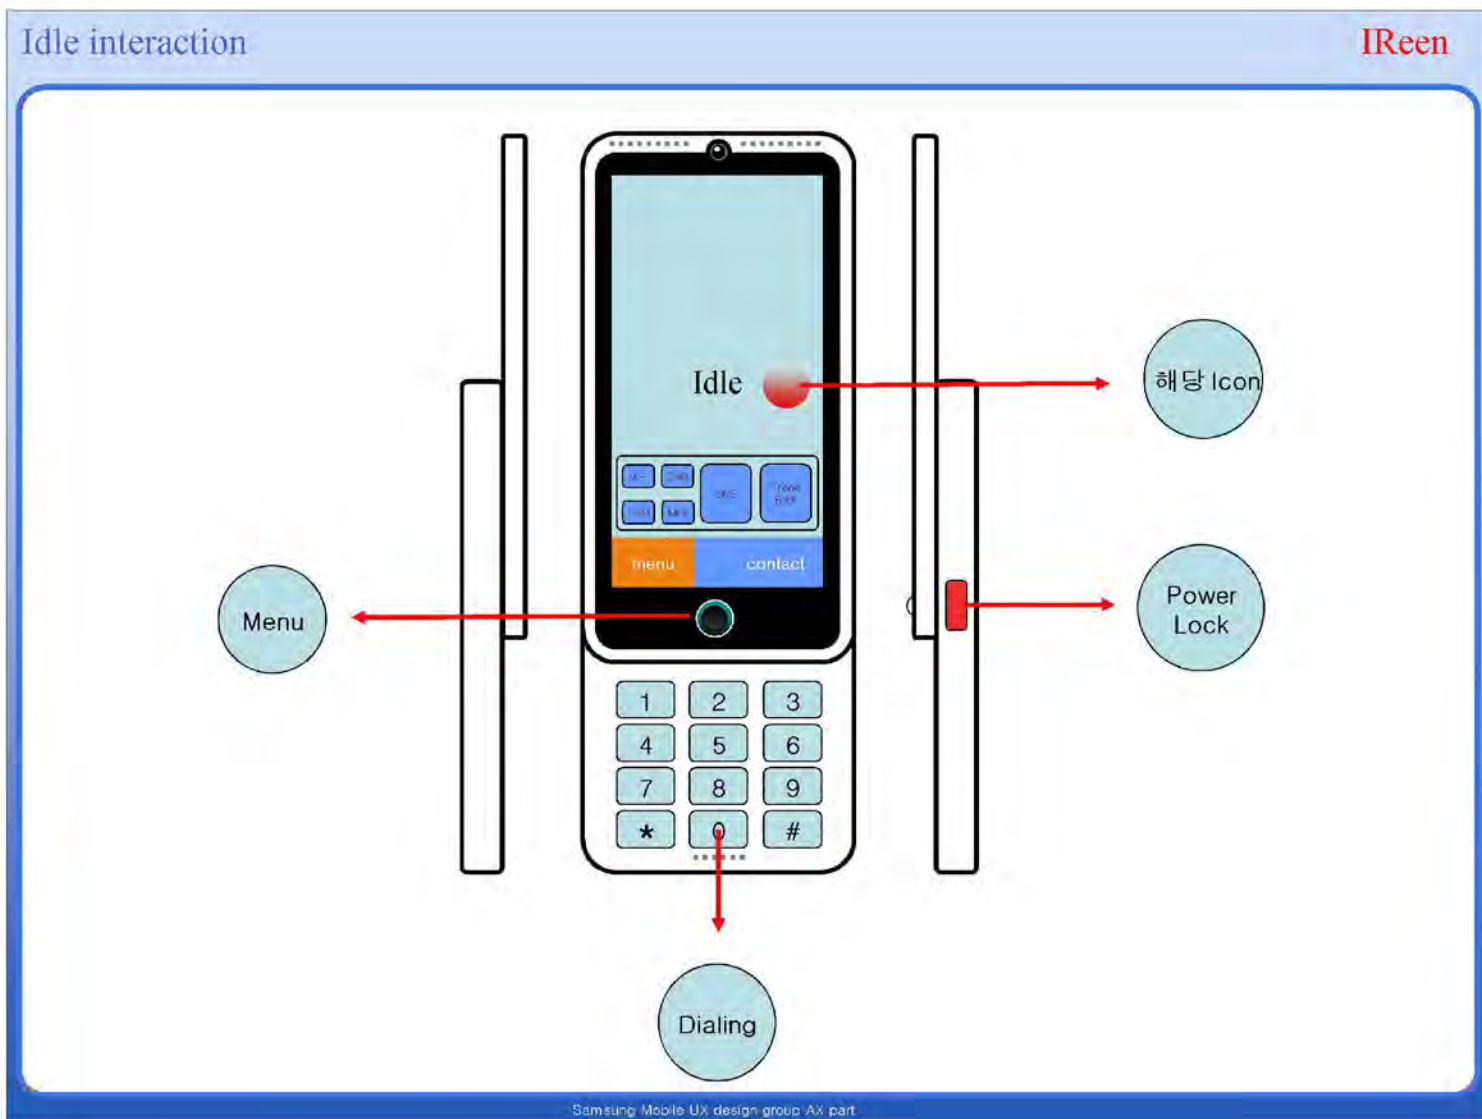 Idle interaction
IReen
Idle
해당 Icon
menu
contact
Menu
Power
Lock
1 2 3
4 5 6
7 8 9
* 0 #
Dialing
Samsung Mobile UX design group AX part